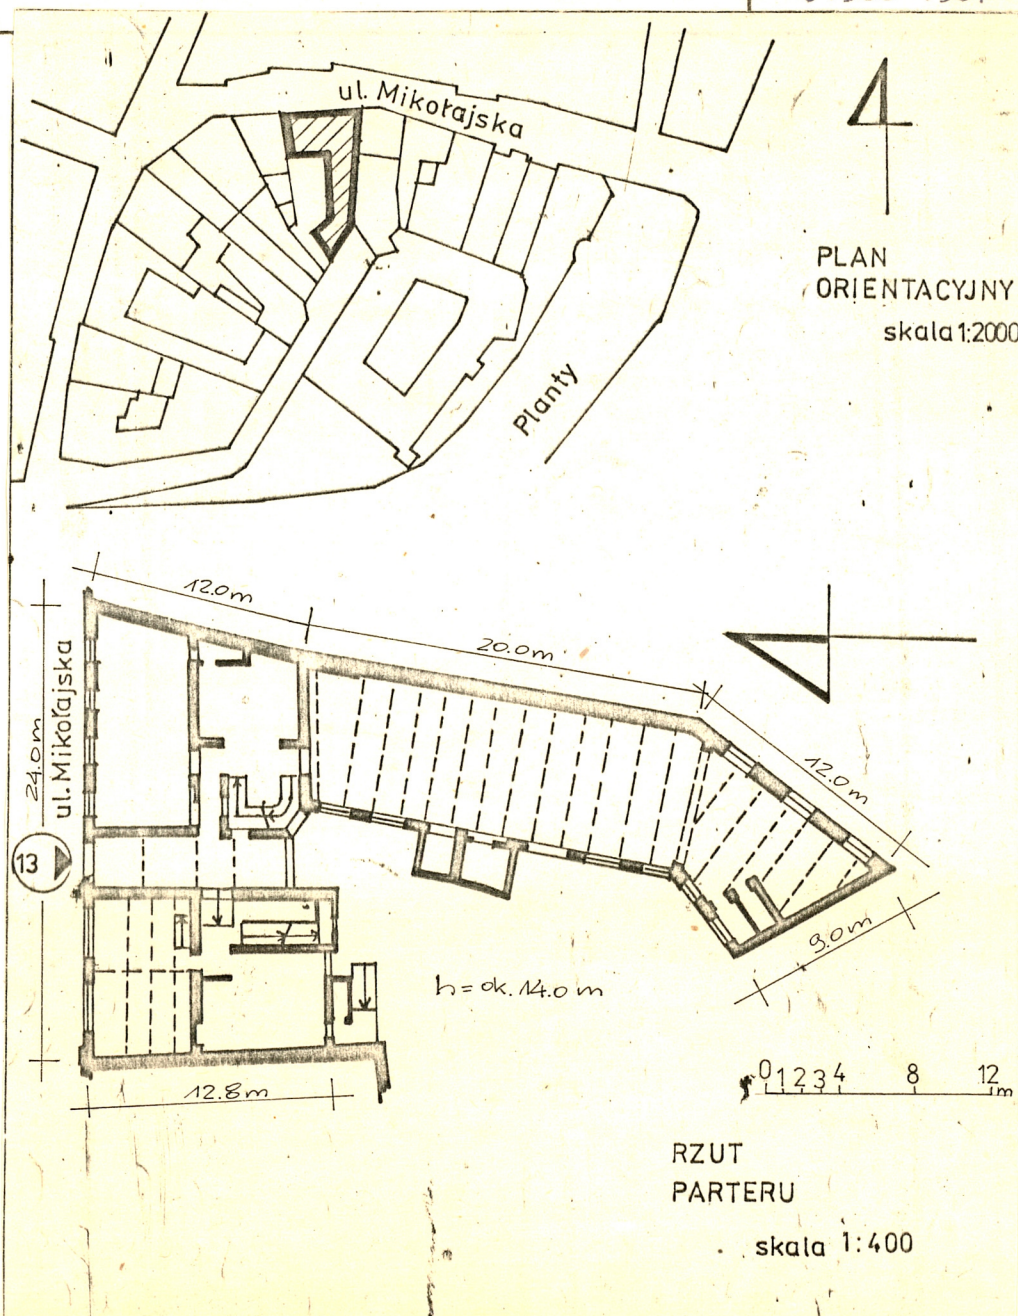 ul. Mikołajska
PLAN
ORIENTACYJNY
skala 1:2000
Planty
12.0m
20.0m
12.0m
24.0m
ul. Mikołajska
13
9.0m
h = ok. 14.0 m
12.8m
0 1 2 3 4 8 12 m
RZUT
PARTERU
skala 1:400